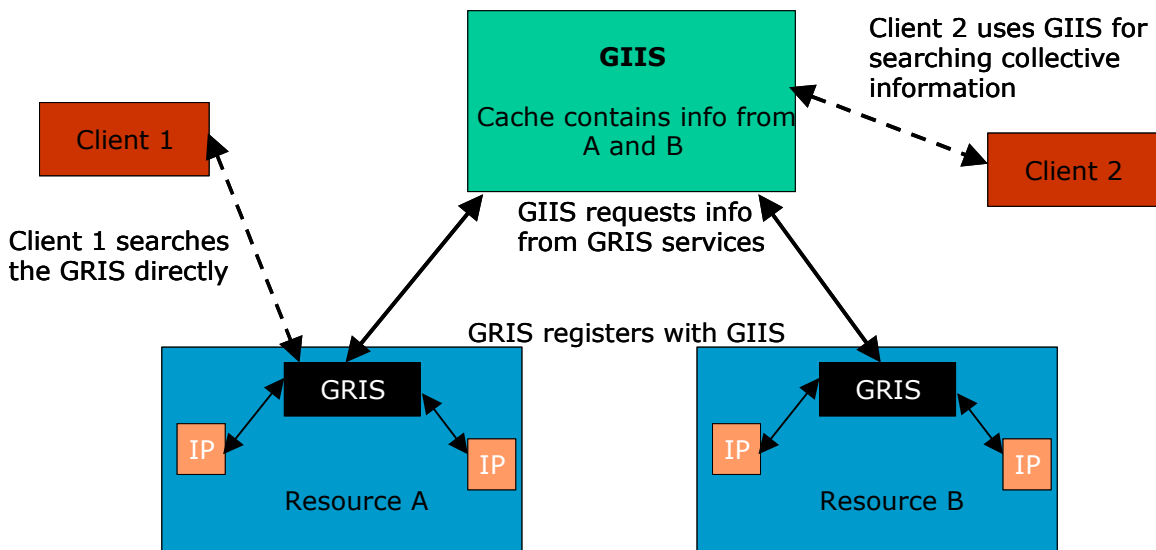 GIIS
Cache contains info from
A and B
Client 2 uses GIIS for
searching collective
information
Client 1
Client 2
Client 1 searches
the GRIS directly
GIIS requests info
from GRIS services
GRIS registers with GIIS
GRIS
IP
IP
Resource A
GRIS
IP
IP
Resource B